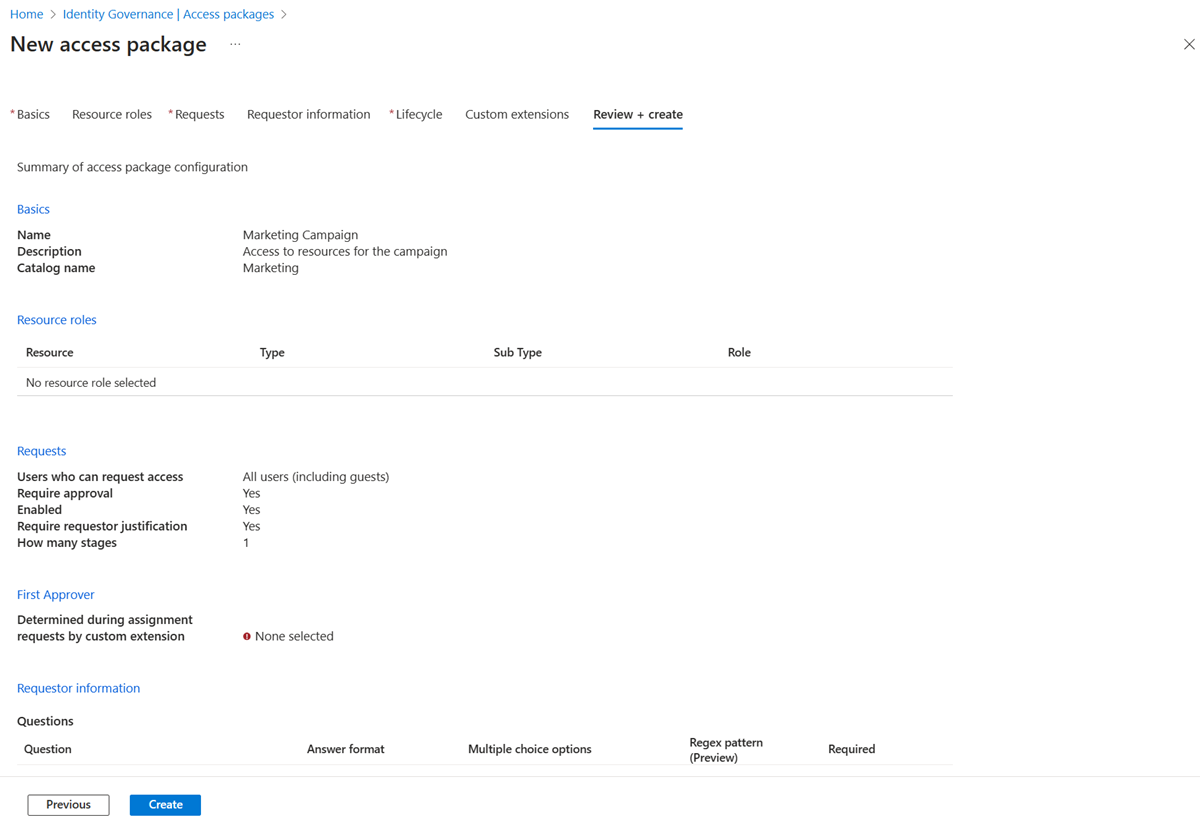 Home > Identity Governance | Access packages >
New access package ...
* Basics Resource roles * Requests Requestor information * Lifecycle Custom extensions Review + create
Summary of access package configuration
Basics
Name Marketing Campaign
Description Access to resources for the campaign
Catalog name Marketing
Resource roles
Resource Type Sub Type Role
No resource role selected
Requests
Users who can request access All users (including guests)
Require approval Yes
Enabled Yes
Require requestor justification Yes
How many stages 1
First Approver
Determined during assignment
requests by custom extension None selected
Requestor information
Questions
Question Answer format Multiple choice options Regex pattern (Preview) Required
Previous Create